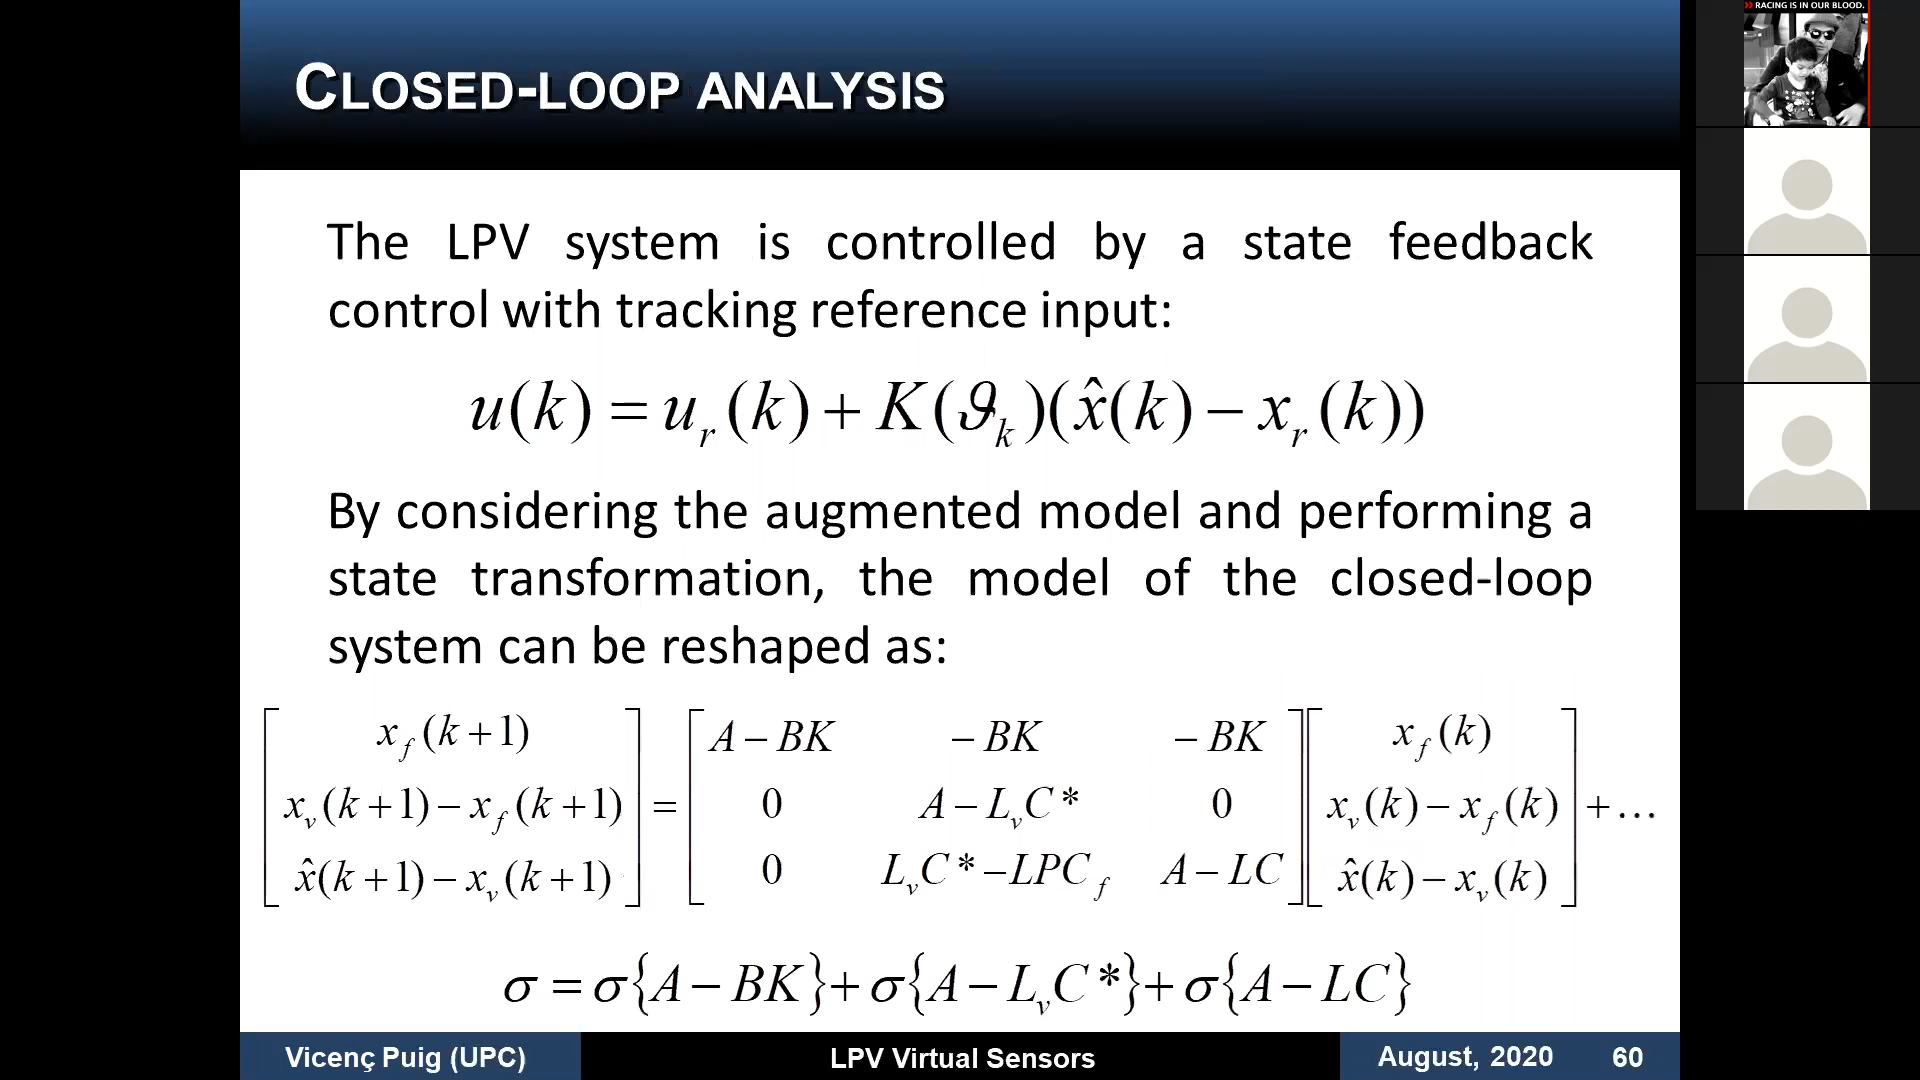 CLOSED-LOOP ANALYSIS
The LPV system is controlled by a state feedback
control with tracking reference input:
u(k) = u_r(k) + K(ϑ_k)(x̂(k) − x_r(k))
By considering the augmented model and performing a
state transformation, the model of the closed-loop
system can be reshaped as:
[x_f(k+1)] [A − BK  − BK  − BK] [x_f(k)]
[x_v(k+1) − x_f(k+1)] = [0  A − L_vC*  0] [x_v(k) − x_f(k)] + …
[x̂(k+1) − x_v(k+1)] [0  L_vC* − LPC_f  A − LC] [x̂(k) − x_v(k)]
σ = σ{A − BK} + σ{A − L_vC*} + σ{A − LC}
Vicenç Puig (UPC) LPV Virtual Sensors August, 2020 60
» RACING IS IN OUR BLOOD.